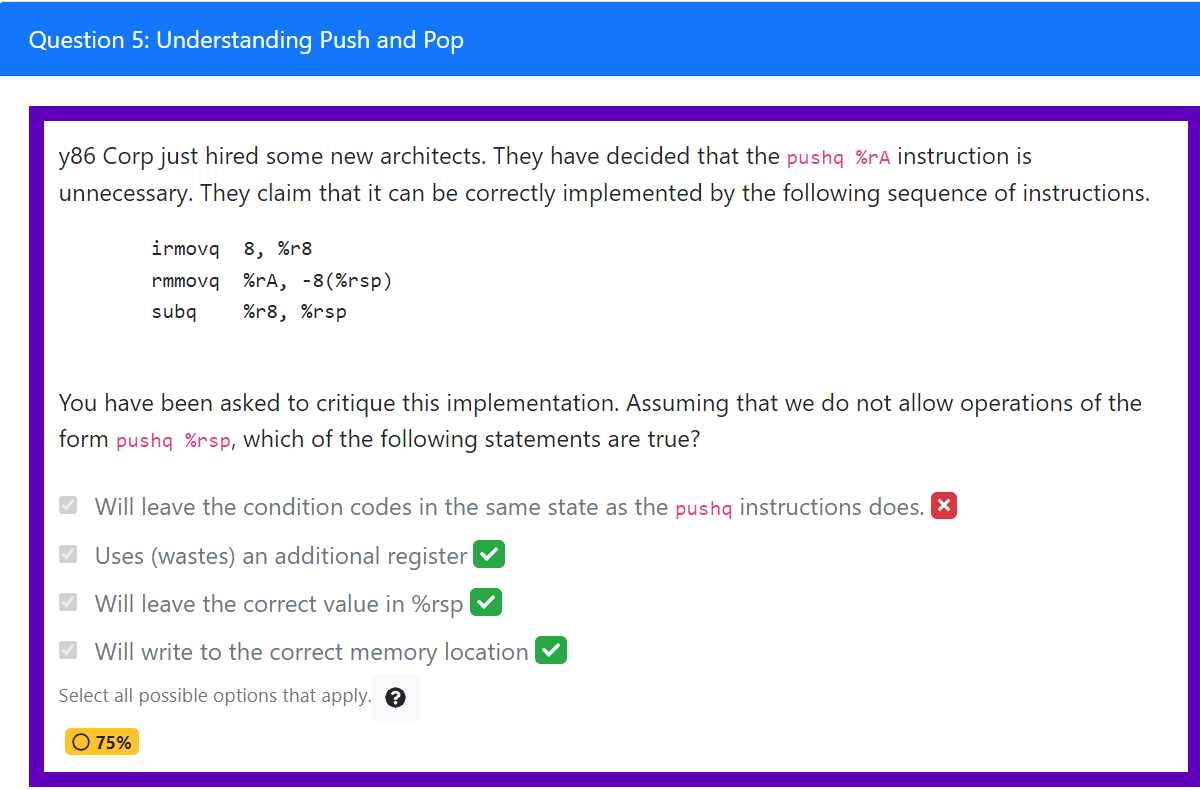 Question 5: Understanding Push and Pop
y86 Corp just hired some new architects. They have decided that the pushq %rA instruction is
unnecessary. They claim that it can be correctly implemented by the following sequence of instructions.
irmovq 8, %r8
rmmovq %rA, -8(%rsp)
subq %r8, %rsp
You have been asked to critique this implementation. Assuming that we do not allow operations of the
form pushq %rsp, which of the following statements are true?
Will leave the condition codes in the same state as the pushq instructions does.
Uses (wastes) an additional register
Will leave the correct value in %rsp
Will write to the correct memory location
Select all possible options that apply. ?
75%